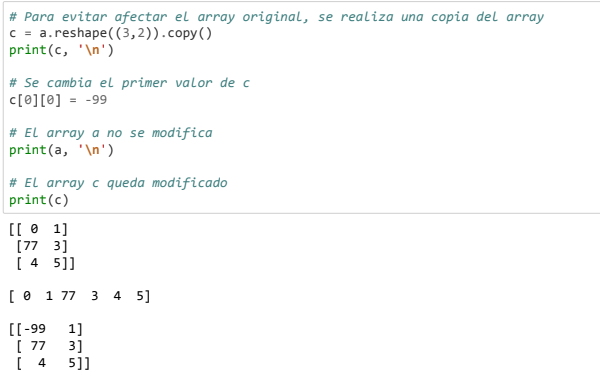 # Para evitar afectar el array original, se realiza una copia del array
c = a.reshape((3,2)).copy()
print(c, '\n')
# Se cambia el primer valor de c
c[0][0] = -99
# El array a no se modifica
print(a, '\n')
# El array c queda modificado
print(c)
[[ 0  1]
 [77  3]
 [ 4  5]]
[ 0  1 77  3  4  5]
[[-99   1]
 [ 77   3]
 [  4   5]]